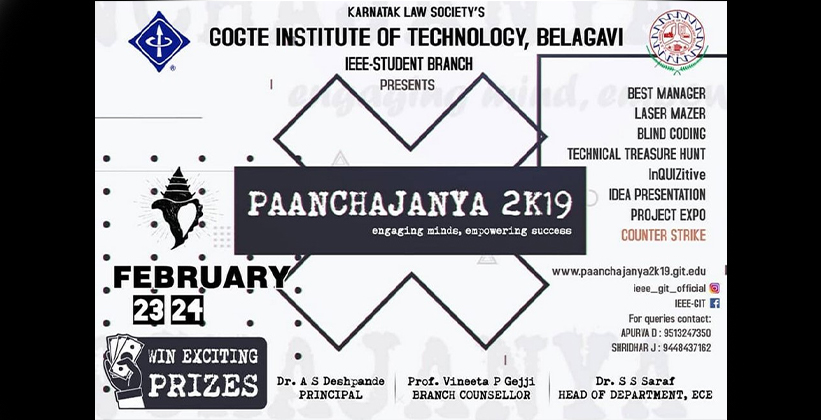 KARNATAK LAW SOCIETY'S
GOGTE INSTITUTE OF TECHNOLOGY, BELAGAVI
IEEE-STUDENT BRANCH
PRESENTS
BEST MANAGER
LASER MAZER
BLIND CODING
TECHNICAL TREASURE HUNT
InQUIZitive
IDEA PRESENTATION
PROJECT EXPO
COUNTER STRIKE
PAANCHAJANYA 2K19
engaging minds, empowering success
FEBRUARY
23 24
WIN EXCITING
PRIZES
www.paanchajanya2k19.git.edu
ieee_git_official
IEEE-GIT
For queries contact:
APURVA D : 9513247350
SHRIDHAR J : 9448437162
Dr. A S Deshpande
PRINCIPAL
Prof. Vineeta P Gejji
BRANCH COUNSELLOR
Dr. S S Saraf
HEAD OF DEPARTMENT, ECE